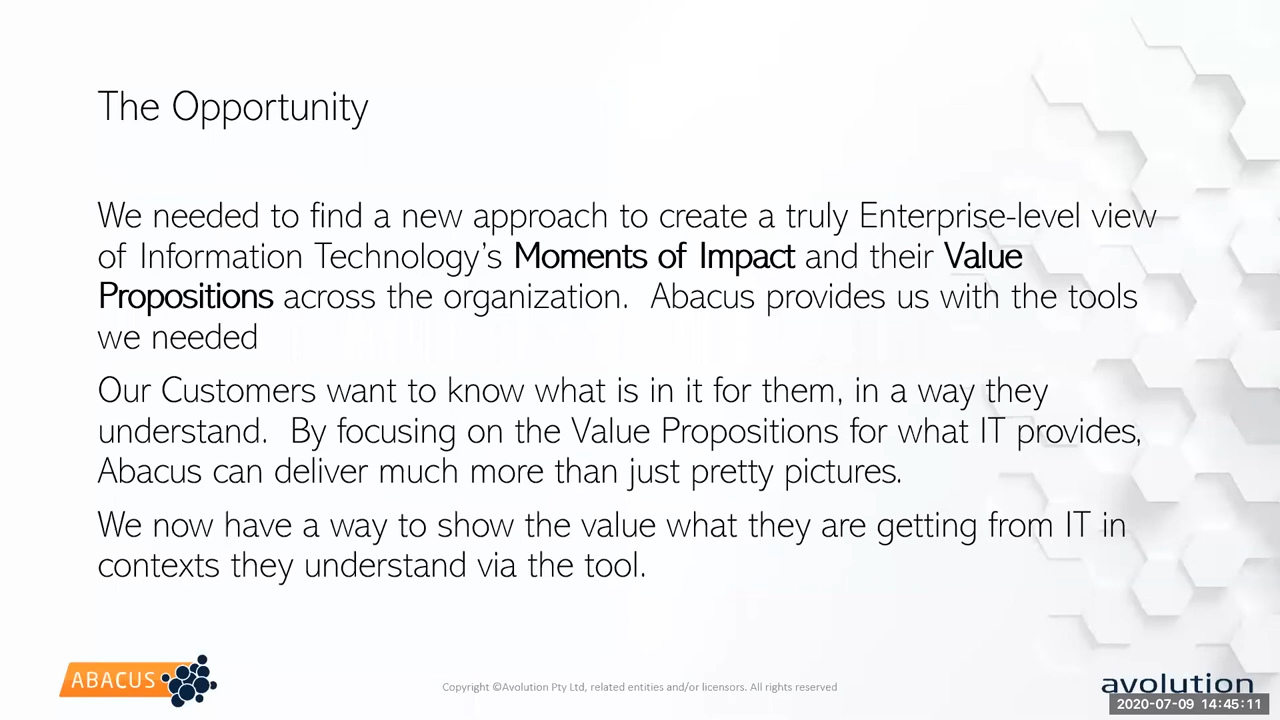 The Opportunity
We needed to find a new approach to create a truly Enterprise-level view
of Information Technology’s Moments of Impact and their Value
Propositions across the organization.  Abacus provides us with the tools
we needed
Our Customers want to know what is in it for them, in a way they
understand.  By focusing on the Value Propositions for what IT provides,
Abacus can deliver much more than just pretty pictures.
We now have a way to show the value what they are getting from IT in
contexts they understand via the tool.
ABACUS
Copyright ©Avolution Pty Ltd, related entities and/or licensors. All rights reserved
avolution
2020-07-09 14:45:11